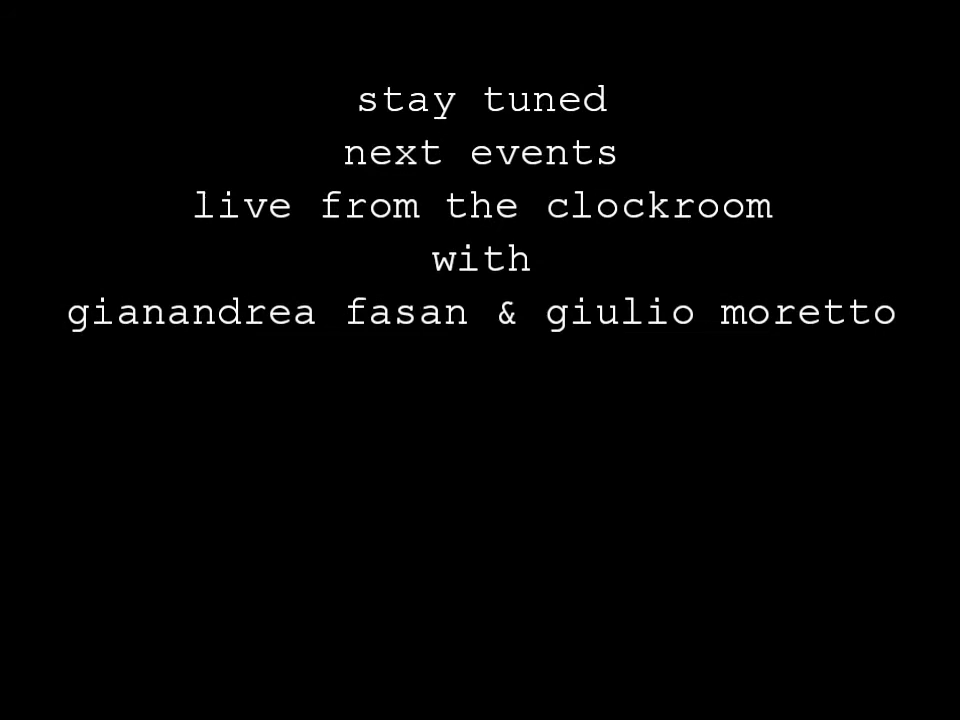 stay tuned
next events
live from the clockroom
with
gianandrea fasan & giulio moretto